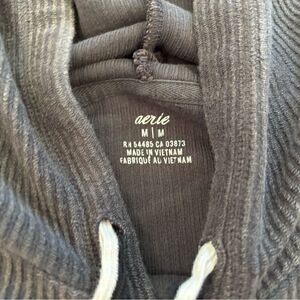 aerie
M | M
RN 54485 CA 03873
MADE IN VIETNAM
FABRIQUÉ AU VIETNAM